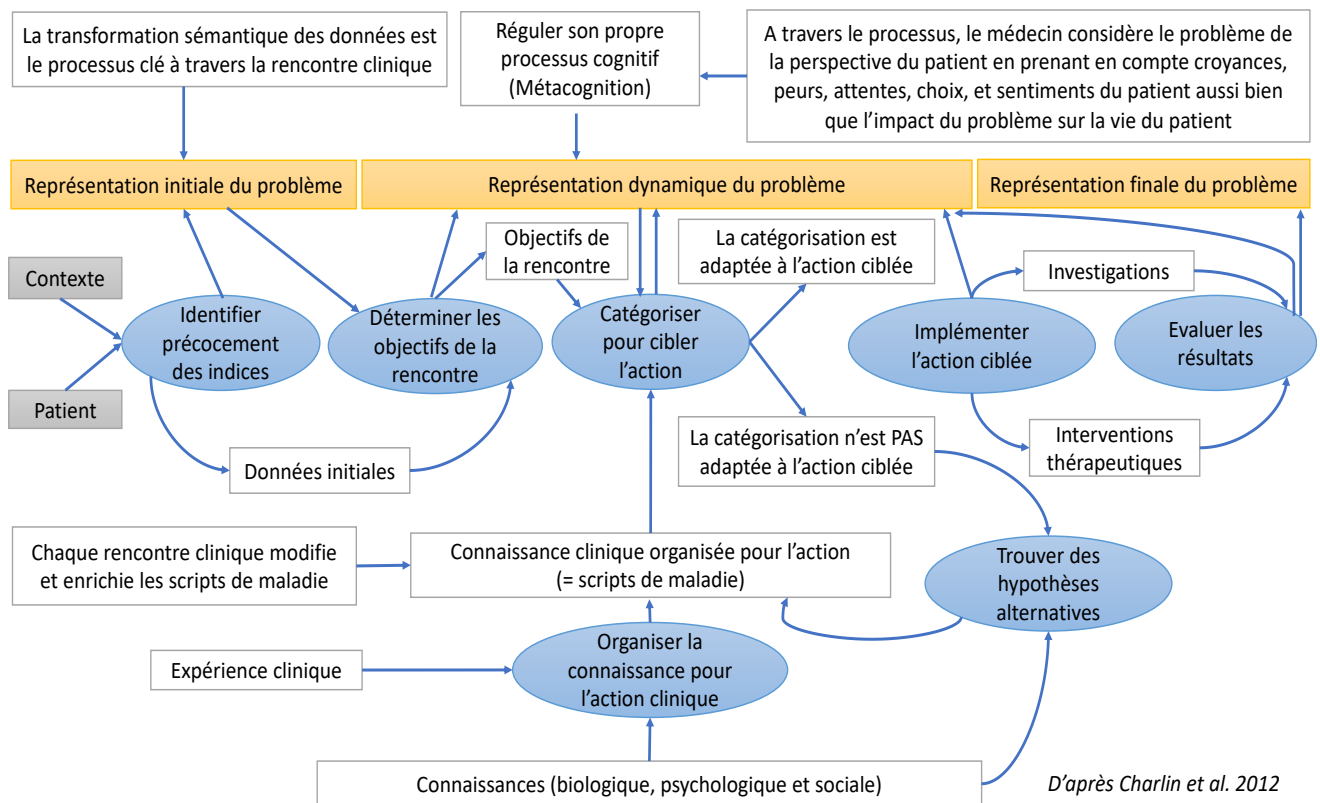 La transformation sémantique des données est
le processus clé à travers la rencontre clinique
Réguler son propre
processus cognitif
(Métacognition)
A travers le processus, le médecin considère le problème de
la perspective du patient en prenant en compte croyances,
peurs, attentes, choix, et sentiments du patient aussi bien
que l’impact du problème sur la vie du patient
Représentation initiale du problème
Représentation dynamique du problème
Représentation finale du problème
Contexte
Patient
Identifier
précocement
des indices
Déterminer les
objectifs de la
rencontre
Objectifs de
la rencontre
Catégoriser
pour cibler
l’action
La catégorisation est
adaptée à l’action ciblée
La catégorisation n’est PAS
adaptée à l’action ciblée
Implémenter
l’action ciblée
Investigations
Interventions
thérapeutiques
Evaluer les
résultats
Données initiales
Chaque rencontre clinique modifie
et enrichie les scripts de maladie
Connaissance clinique organisée pour l’action
(= scripts de maladie)
Trouver des
hypothèses
alternatives
Expérience clinique
Organiser la
connaissance pour
l’action clinique
Connaissances (biologique, psychologique et sociale)
D’après Charlin et al. 2012